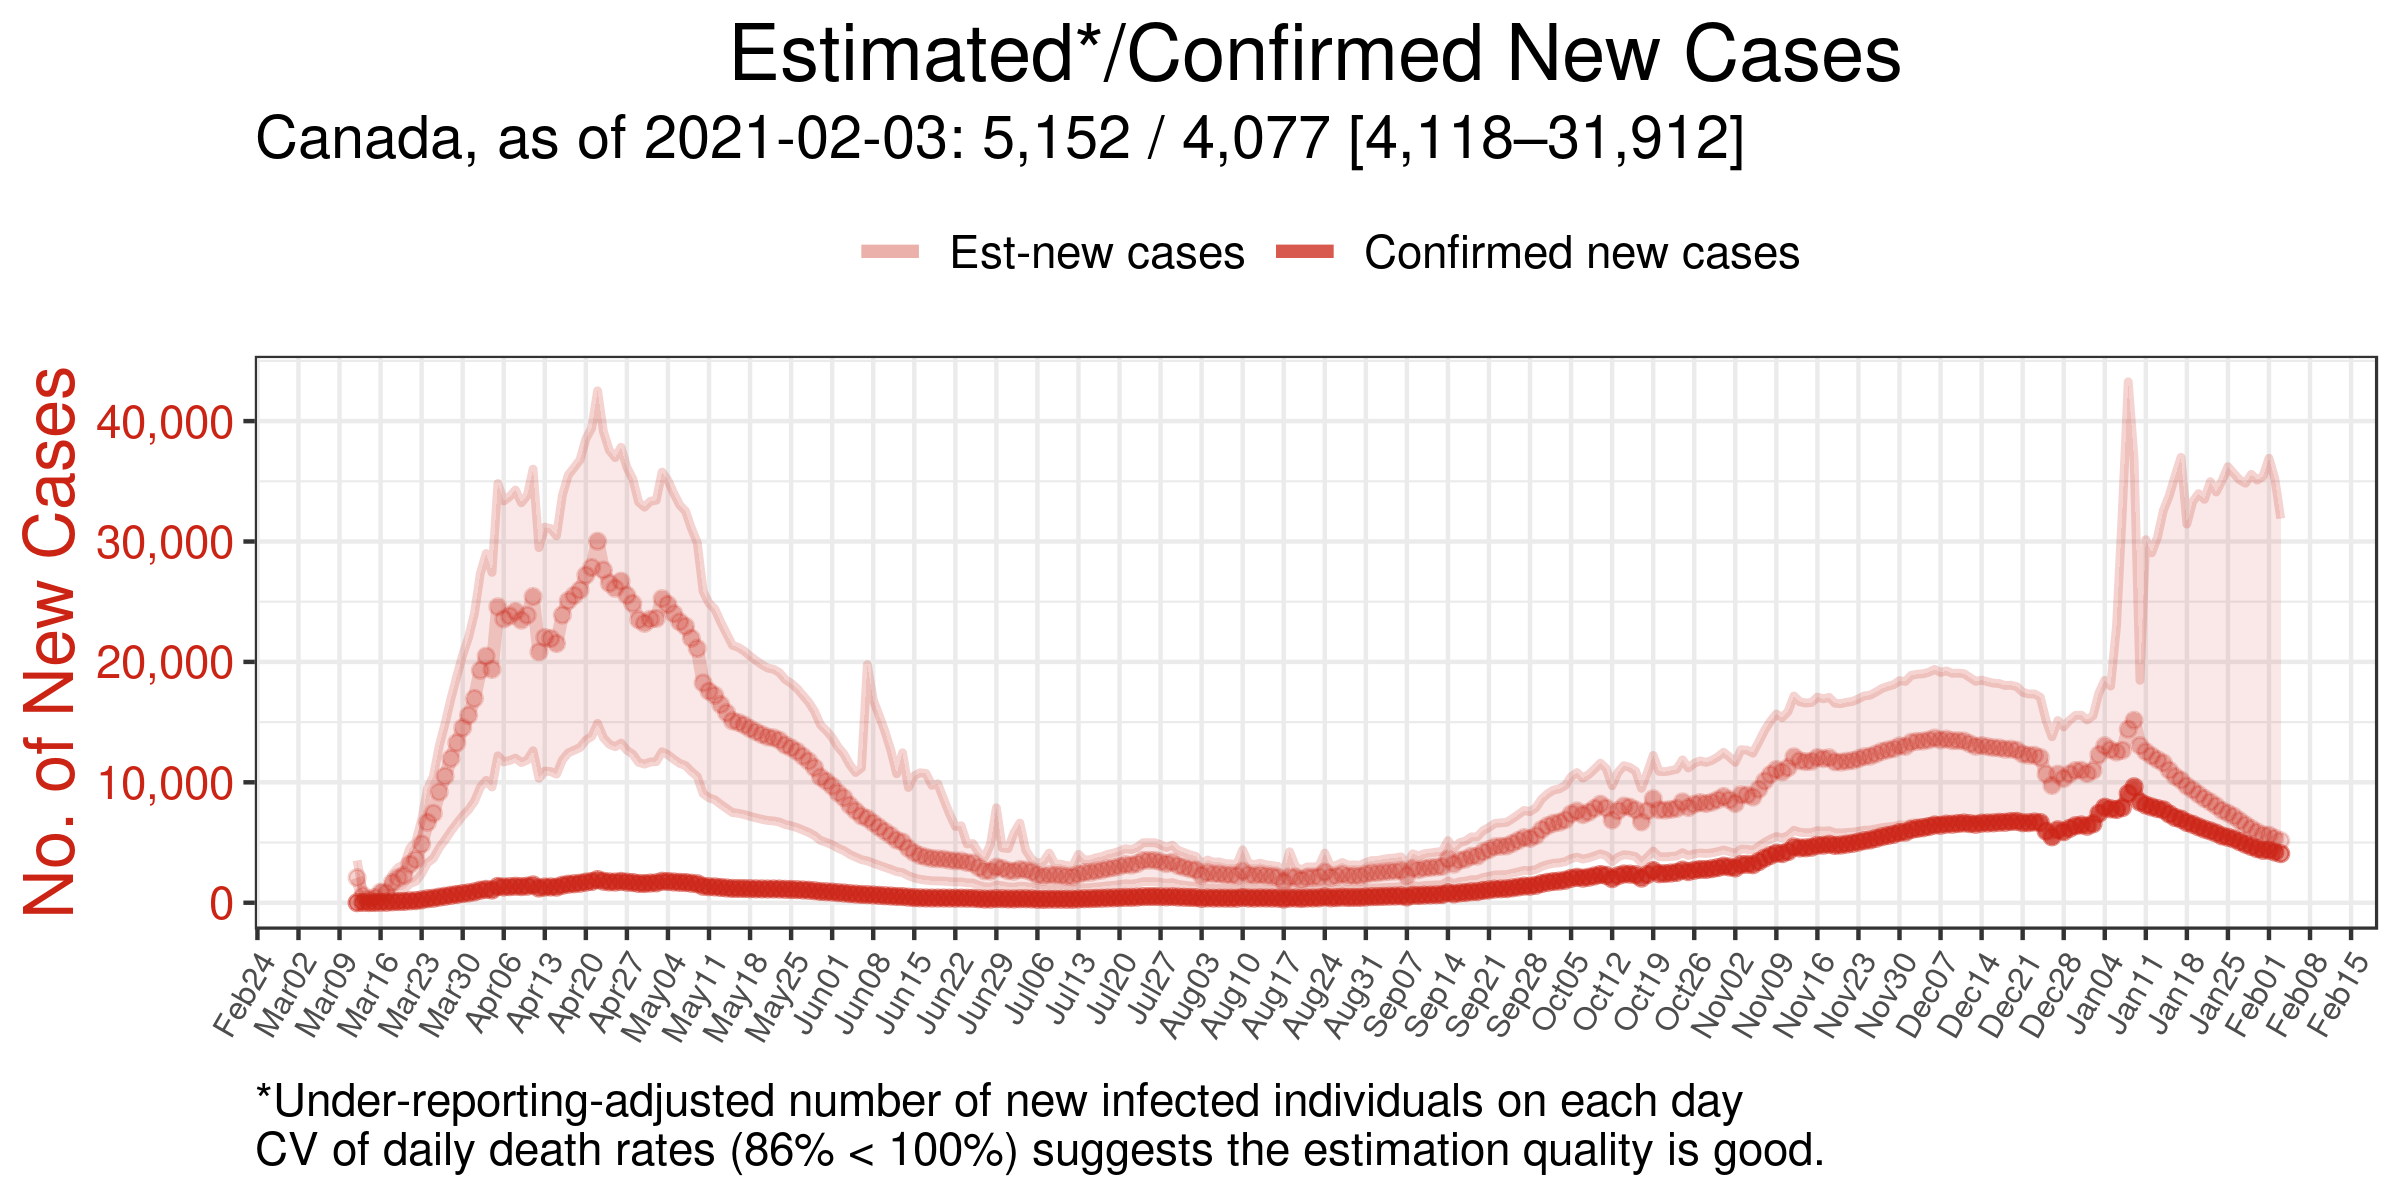 Estimated*/Confirmed New Cases
Canada, as of 2021-02-03: 5,152 / 4,077 [4,118–31,912]
Est-new cases Confirmed new cases
No. of New Cases
40,000
30,000
20,000
10,000
0
Feb24 Mar02 Mar09 Mar16 Mar23 Mar30 Apr06 Apr13 Apr20 Apr27 May04 May11 May18 May25 Jun01 Jun08 Jun15 Jun22 Jun29 Jul06 Jul13 Jul20 Jul27 Aug03 Aug10 Aug17 Aug24 Aug31 Sep07 Sep14 Sep21 Sep28 Oct05 Oct12 Oct19 Oct26 Nov02 Nov09 Nov16 Nov23 Nov30 Dec07 Dec14 Dec21 Dec28 Jan04 Jan11 Jan18 Jan25 Feb01 Feb08 Feb15
*Under-reporting-adjusted number of new infected individuals on each day
CV of daily death rates (86% < 100%) suggests the estimation quality is good.